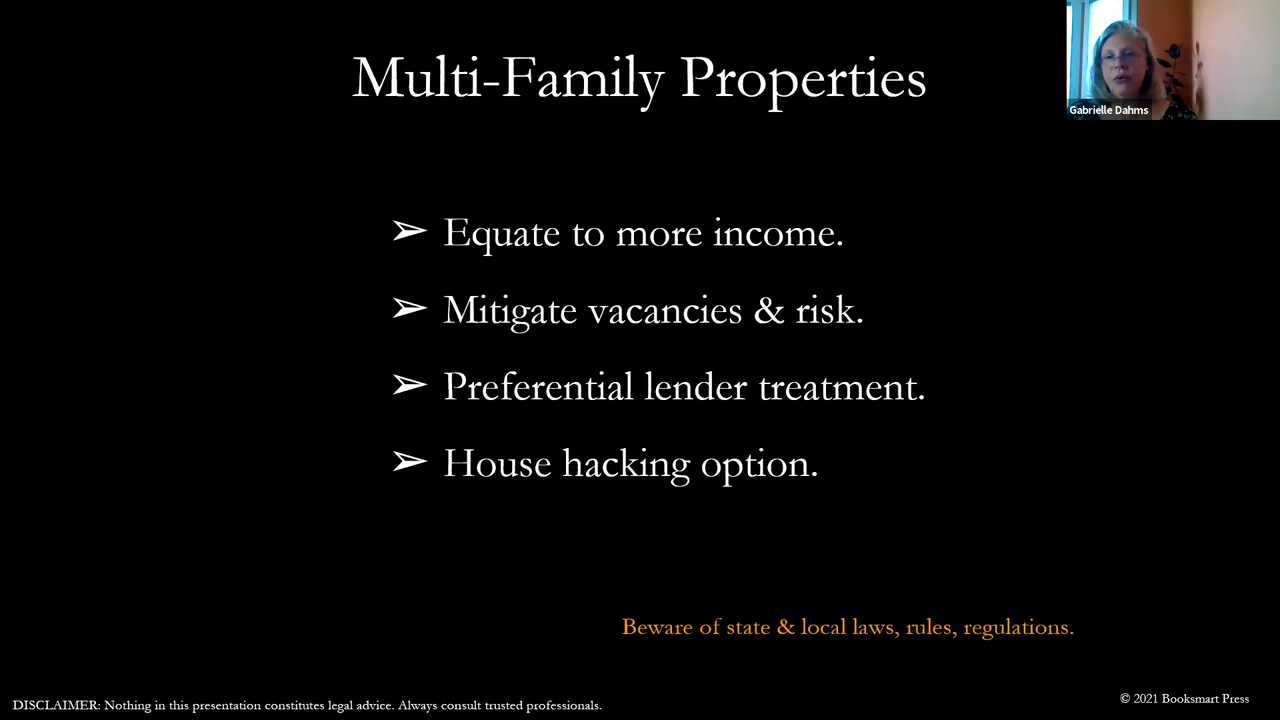 Multi-Family Properties
Gabrielle Dahms
➢ Equate to more income.
➢ Mitigate vacancies & risk.
➢ Preferential lender treatment.
➢ House hacking option.
Beware of state & local laws, rules, regulations.
DISCLAIMER: Nothing in this presentation constitutes legal advice. Always consult trusted professionals.
© 2021 Booksmart Press